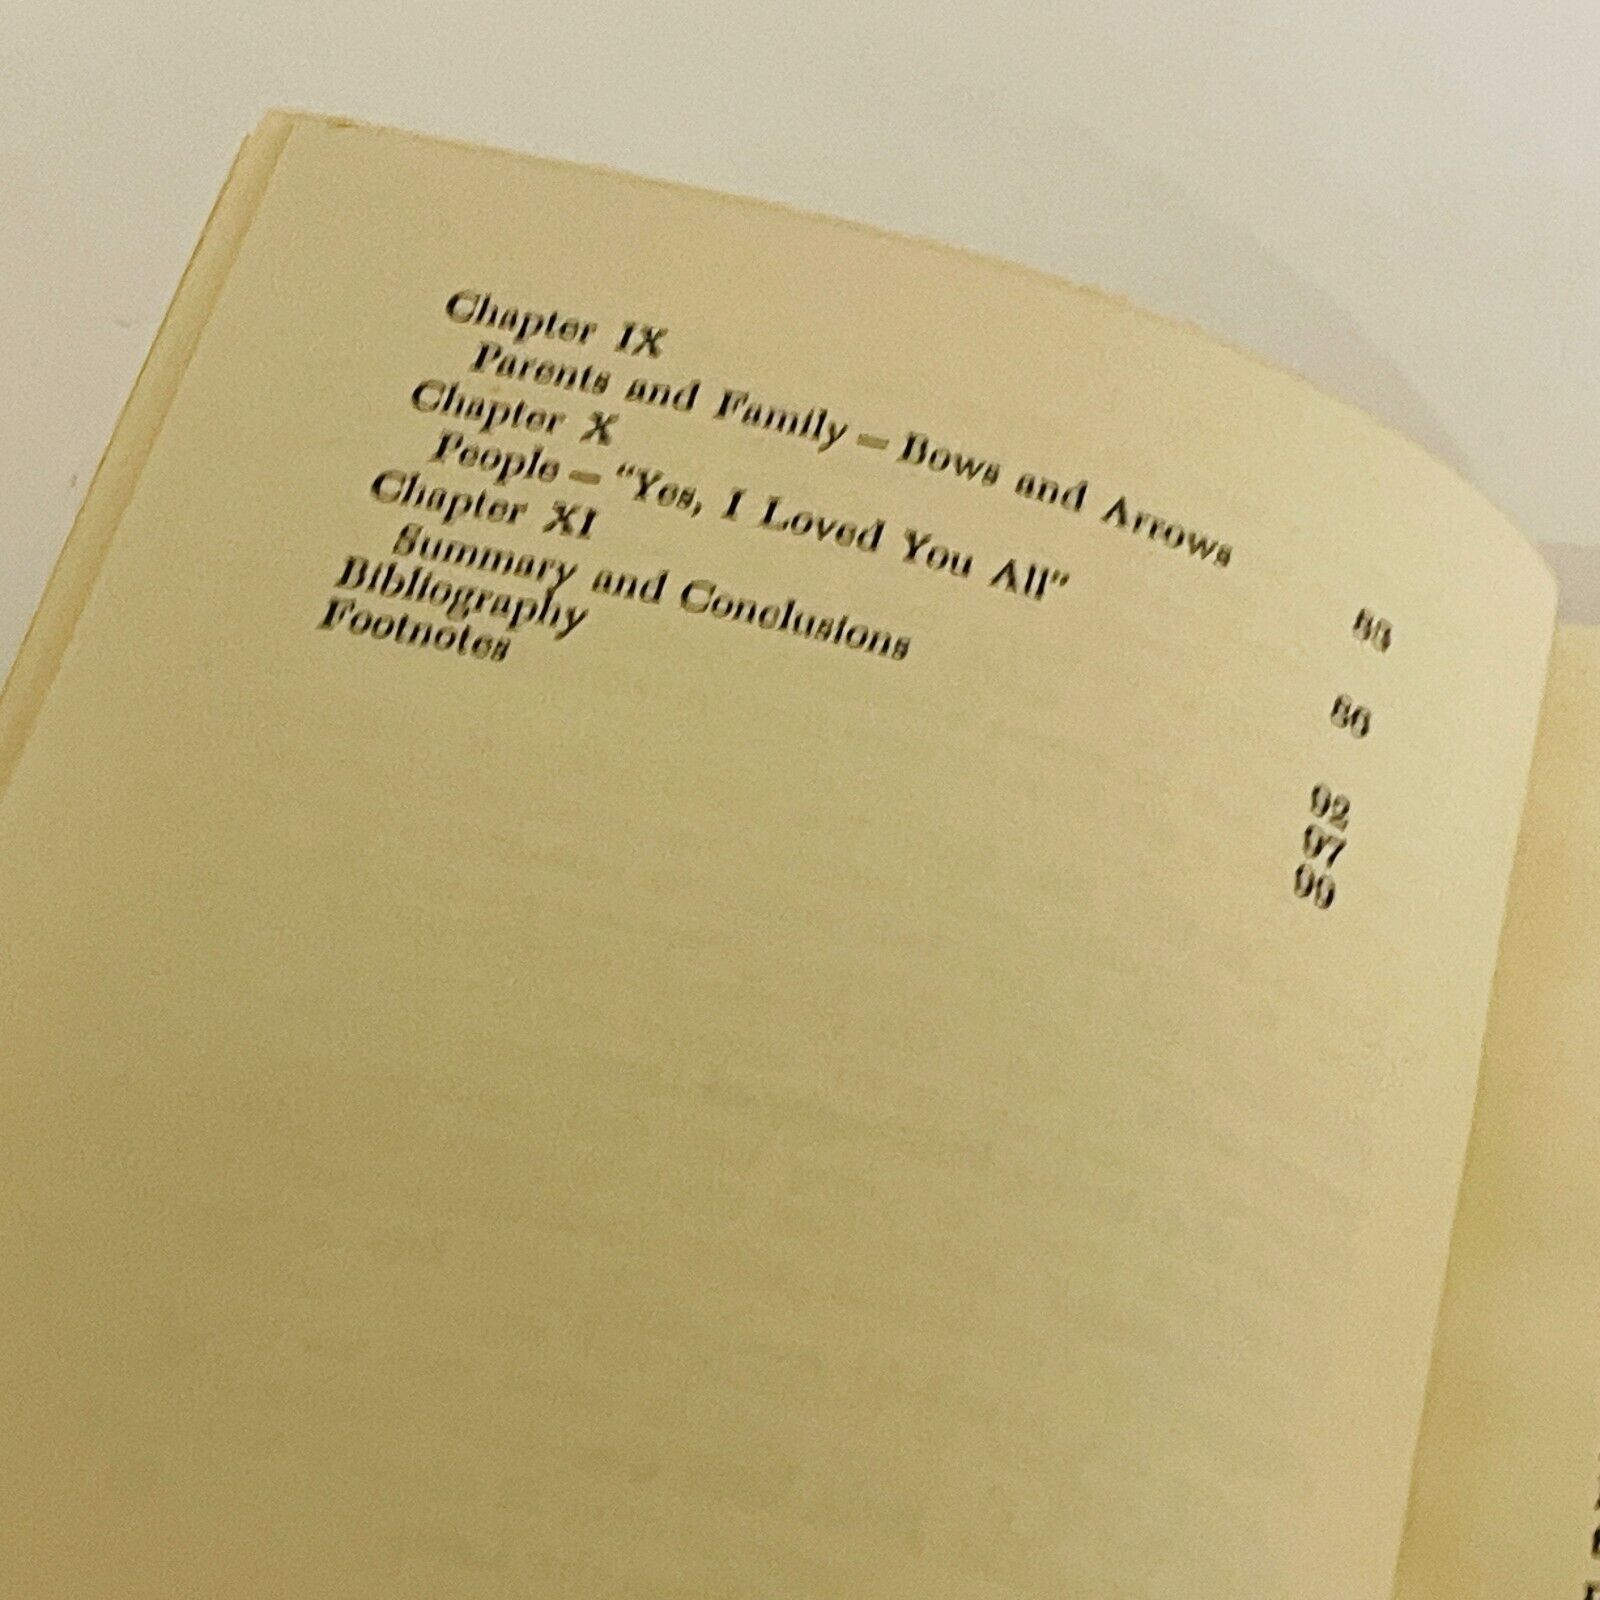 Chapter IX
Parents and Family – Bows and Arrows 83
Chapter X
People – "Yes, I Loved You All" 86
Chapter XI
Summary and Conclusions 92
Bibliography 97
Footnotes 99